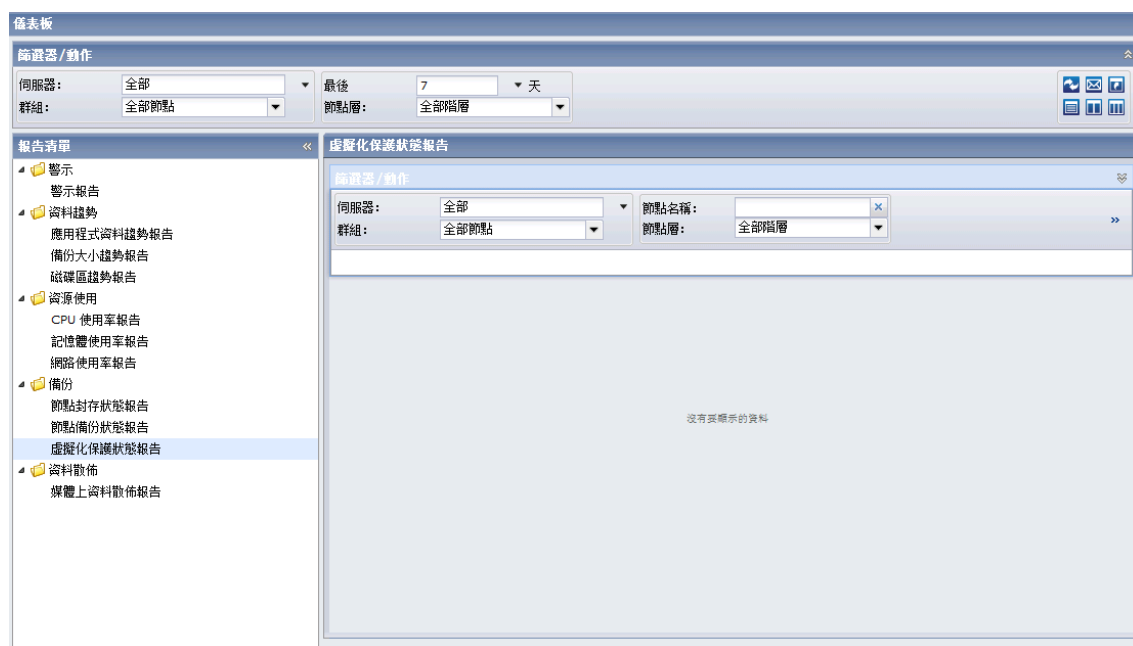 儀表板
篩選器/動作
伺服器: 全部 最後 7 天
群組: 全部節點 節點層: 全部階層
報告清單
警示
警示報告
資料趨勢
應用程式資料趨勢報告
備份大小趨勢報告
磁碟區趨勢報告
資源使用
CPU 使用率報告
記憶體使用率報告
網路使用率報告
備份
節點封存狀態報告
節點備份狀態報告
虛擬化保護狀態報告
資料散佈
媒體上資料散佈報告
虛擬化保護狀態報告
篩選器/動作
伺服器: 全部 節點名稱:
群組: 全部節點 節點層: 全部階層
沒有要顯示的資料